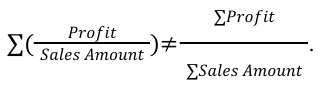 ∑(Profit / Sales Amount)≠∑Profit / ∑Sales Amount.